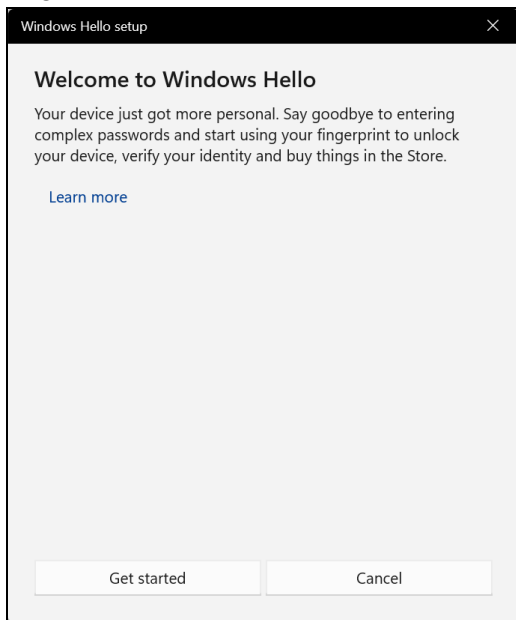 Windows Hello setup
Welcome to Windows Hello
Your device just got more personal. Say goodbye to entering
complex passwords and start using your fingerprint to unlock
your device, verify your identity and buy things in the Store.
Learn more
Get started
Cancel